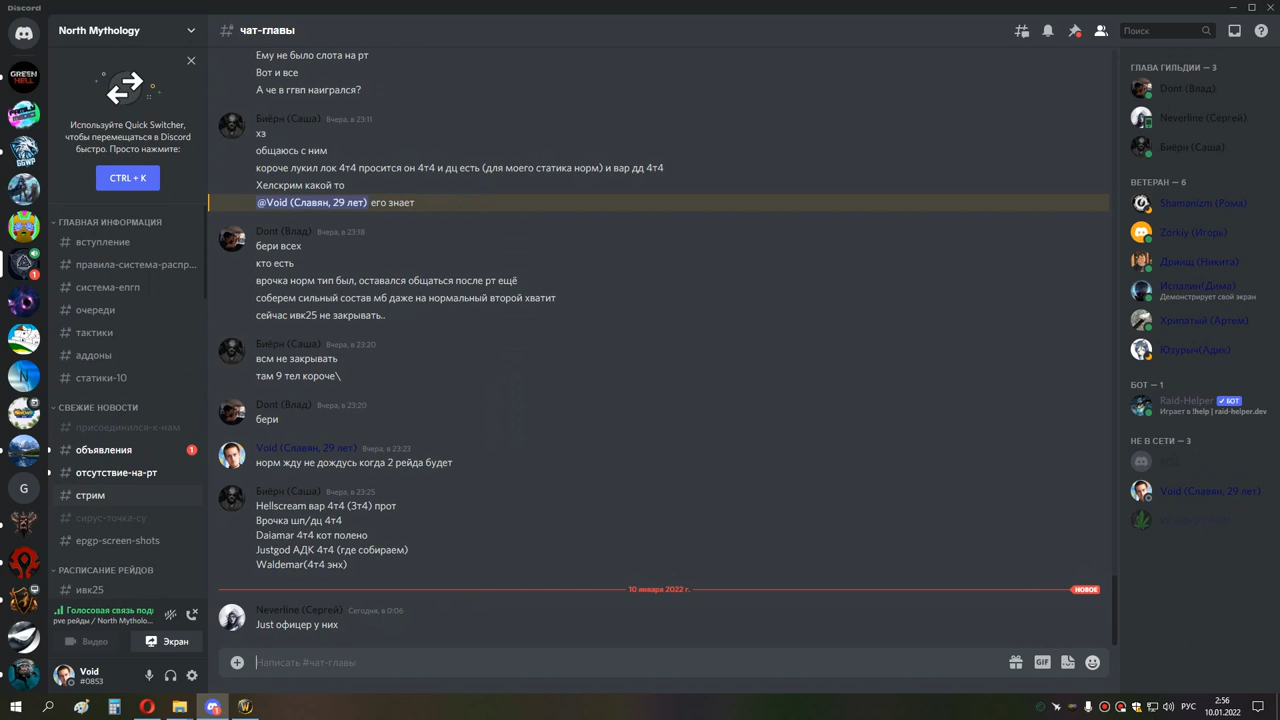 Discord
North Mythology
чат-главы
Поиск
Используйте Quick Switcher,
чтобы перемещаться в Discord
быстро. Просто нажмите:
CTRL + K
ГЛАВНАЯ ИНФОРМАЦИЯ
вступление
правила-система-распр...
система-епгп
очереди
тактики
аддоны
статики-10
СВЕЖИЕ НОВОСТИ
присоединился-к-нам
объявления 1
отсутствие-на-рт
стрим
сирус-точка-су
epgp-screen-shots
РАСПИСАНИЕ РЕЙДОВ
ивк25
Голосовая связь под
рve рейды / North Mytholo...
Видео
Экран
Void
#0853
GREEN
HELL
GGWP
1
G
Ему не было слота на рт
Вот и все
А че в ггвп наигрался?
Биёрн (Саша) Вчера, в 23:11
хз
общаюсь с ним
короче лукил лок 4т4 просится он 4т4 и дц есть (для моего статика норм) и вар дд 4т4
Хелскрим какой то
@Void (Славян, 29 лет) его знает
Dont (Влад) Вчера, в 23:18
бери всех
кто есть
врочка норм тип был, оставался общаться после рт ещё
соберем сильный состав мб даже на нормальный второй хватит
сейчас ивк25 не закрывать..
Биёрн (Саша) Вчера, в 23:20
всм не закрывать
там 9 тел короче\
Dont (Влад) Вчера, в 23:20
бери
Void (Славян, 29 лет) Вчера, в 23:23
норм жду не дождусь когда 2 рейда будет
Биёрн (Саша) Вчера, в 23:25
Hellscream вар 4т4 (3т4) прот
Врочка шп/дц 4т4
Daiamar 4т4 кот полено
Justgod АДК 4т4 (где собираем)
Waldemar(4т4 энх)
10 января 2022 г.
НОВОЕ
Neverline (Сергей) Сегодня, в 0:06
Just офицер у них
Написать #чат-главы
GIF
ГЛАВА ГИЛЬДИИ — 3
Dont (Влад)
Neverline (Сергей)
Биёрн (Саша)
ВЕТЕРАН — 6
Shamanizm (Рома)
Zorkiy (Игорь)
Дрищ (Никита)
Испалин(Дима)
Демонстрирует свой экран
Хрипатый (Артем)
Юзурыч(Адик)
БОТ — 1
Raid-Helper БОТ
Играет в !help | raid-helper.dev
НЕ В СЕТИ — 3
Void (Славян, 29 лет)
1
РУС
2:56
10.01.2022